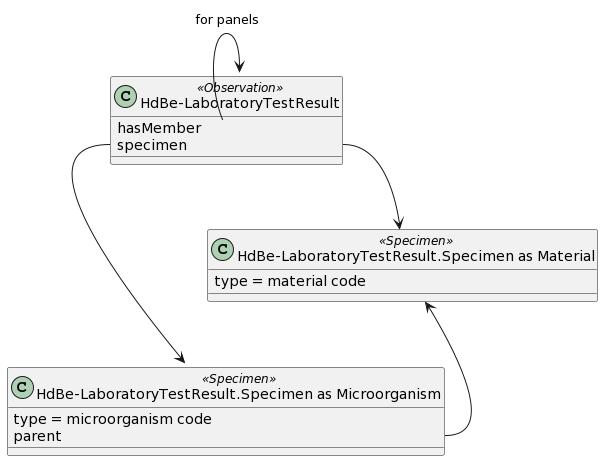 for panels
C
«Observation»
HdBe-LaboratoryTestResult
hasMember
specimen
C
«Specimen»
HdBe-LaboratoryTestResult.Specimen as Material
type = material code
C
«Specimen»
HdBe-LaboratoryTestResult.Specimen as Microorganism
type = microorganism code
parent